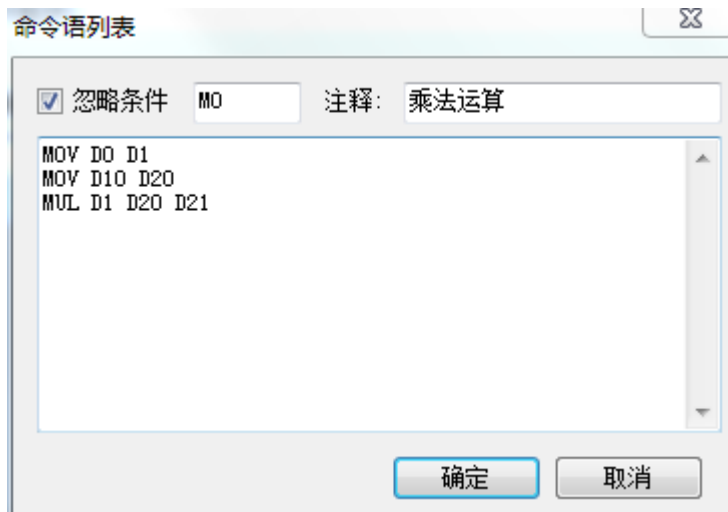 命令语列表
忽略条件 M0 注释: 乘法运算
MOV D0 D1
MOV D10 D20
MUL D1 D20 D21
确定 取消